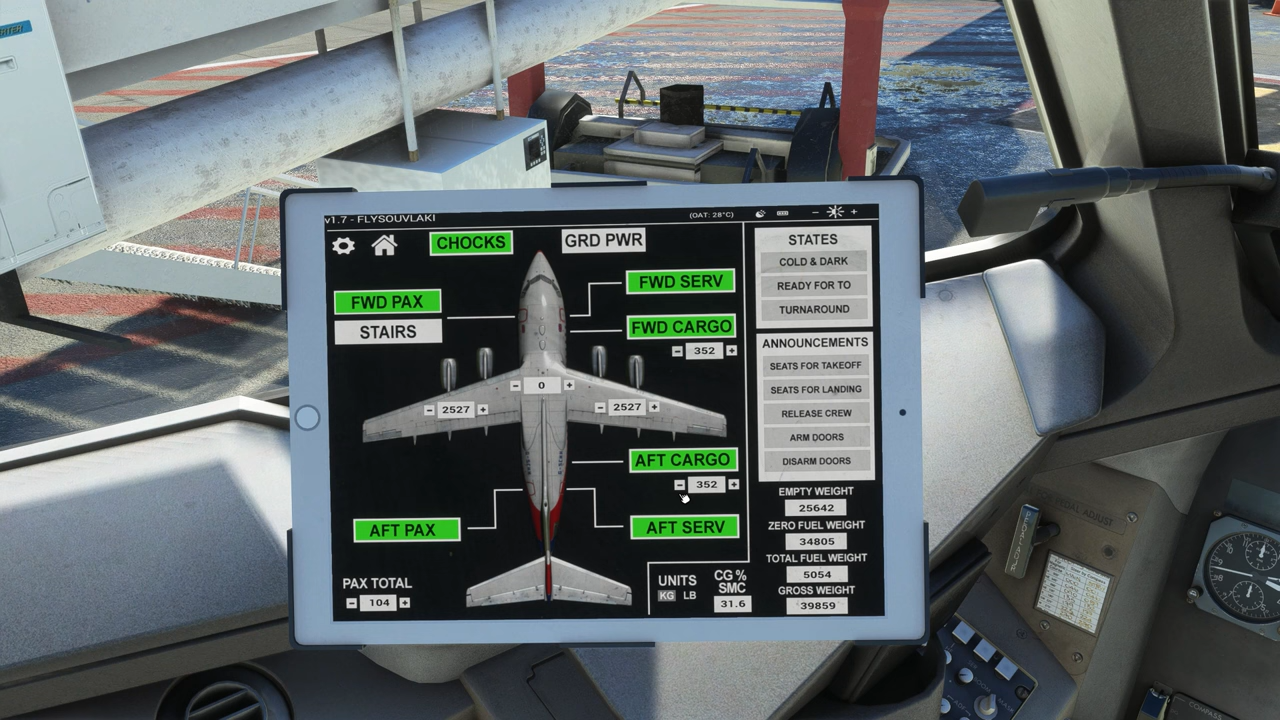 v1.7 - FLYSOUVLAKI
(OAT: 28°C)
- +
CHOCKS
GRD PWR
FWD PAX
STAIRS
FWD SERV
FWD CARGO
- 352 +
- 0 +
- 2527 +
- 2527 +
AFT CARGO
- 352 +
AFT PAX
AFT SERV
PAX TOTAL
- 104 +
UNITS
KG LB
CG %
SMC
31.6
STATES
COLD & DARK
READY FOR TO
TURNAROUND
ANNOUNCEMENTS
SEATS FOR TAKEOFF
SEATS FOR LANDING
RELEASE CREW
ARM DOORS
DISARM DOORS
EMPTY WEIGHT
25642
ZERO FUEL WEIGHT
34805
TOTAL FUEL WEIGHT
5054
GROSS WEIGHT
39859